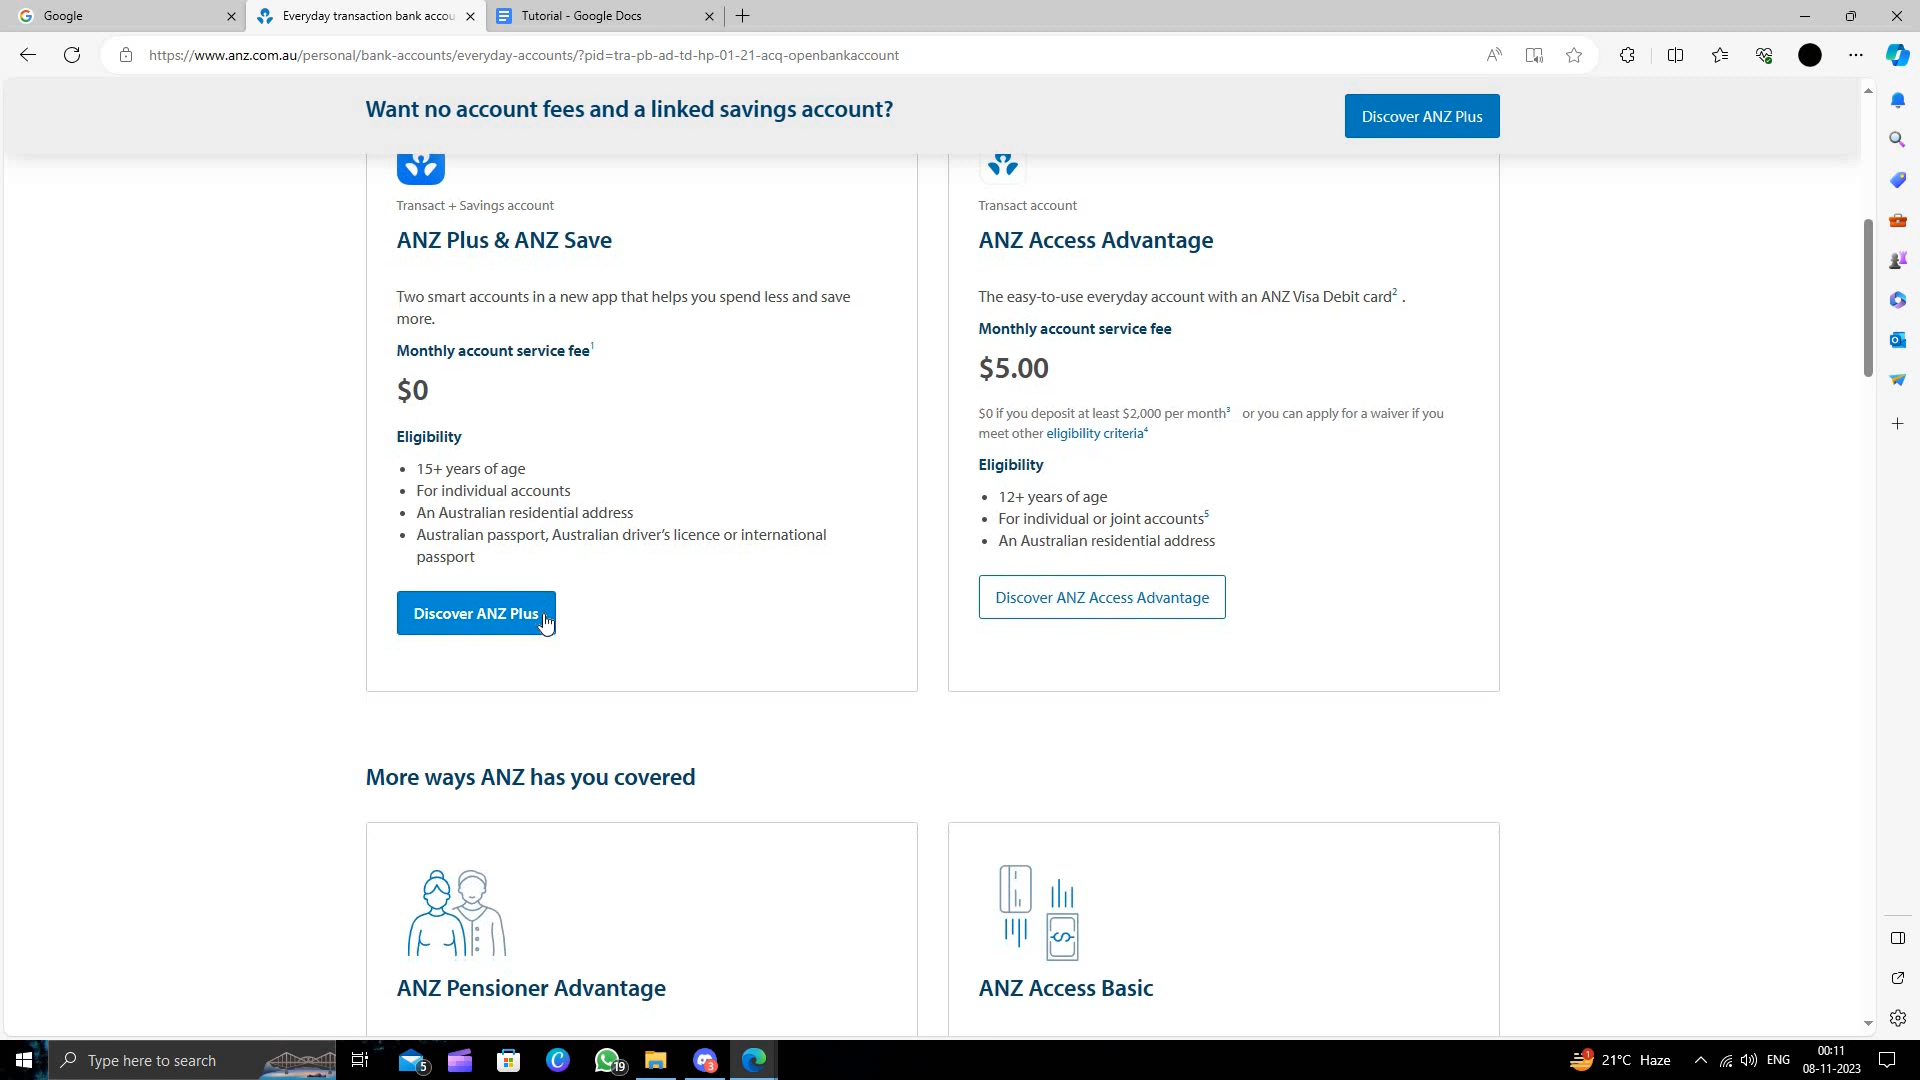 Google
Everyday transaction bank accou
Tutorial - Google Docs
https://www.anz.com.au/personal/bank-accounts/everyday-accounts/?pid=tra-pb-ad-td-hp-01-21-acq-openbankaccount
Want no account fees and a linked savings account?
Discover ANZ Plus
Transact + Savings account
ANZ Plus & ANZ Save
Two smart accounts in a new app that helps you spend less and save
more.
Monthly account service fee1
$0
Eligibility
• 15+ years of age
• For individual accounts
• An Australian residential address
• Australian passport, Australian driver's licence or international
passport
Discover ANZ Plus
Transact account
ANZ Access Advantage
The easy-to-use everyday account with an ANZ Visa Debit card2 .
Monthly account service fee
$5.00
$0 if you deposit at least $2,000 per month3 or you can apply for a waiver if you
meet other eligibility criteria4
Eligibility
• 12+ years of age
• For individual or joint accounts5
• An Australian residential address
Discover ANZ Access Advantage
More ways ANZ has you covered
ANZ Pensioner Advantage
ANZ Access Basic
Type here to search
5
19
3
1
21°C Haze
ENG
00:11
08-11-2023